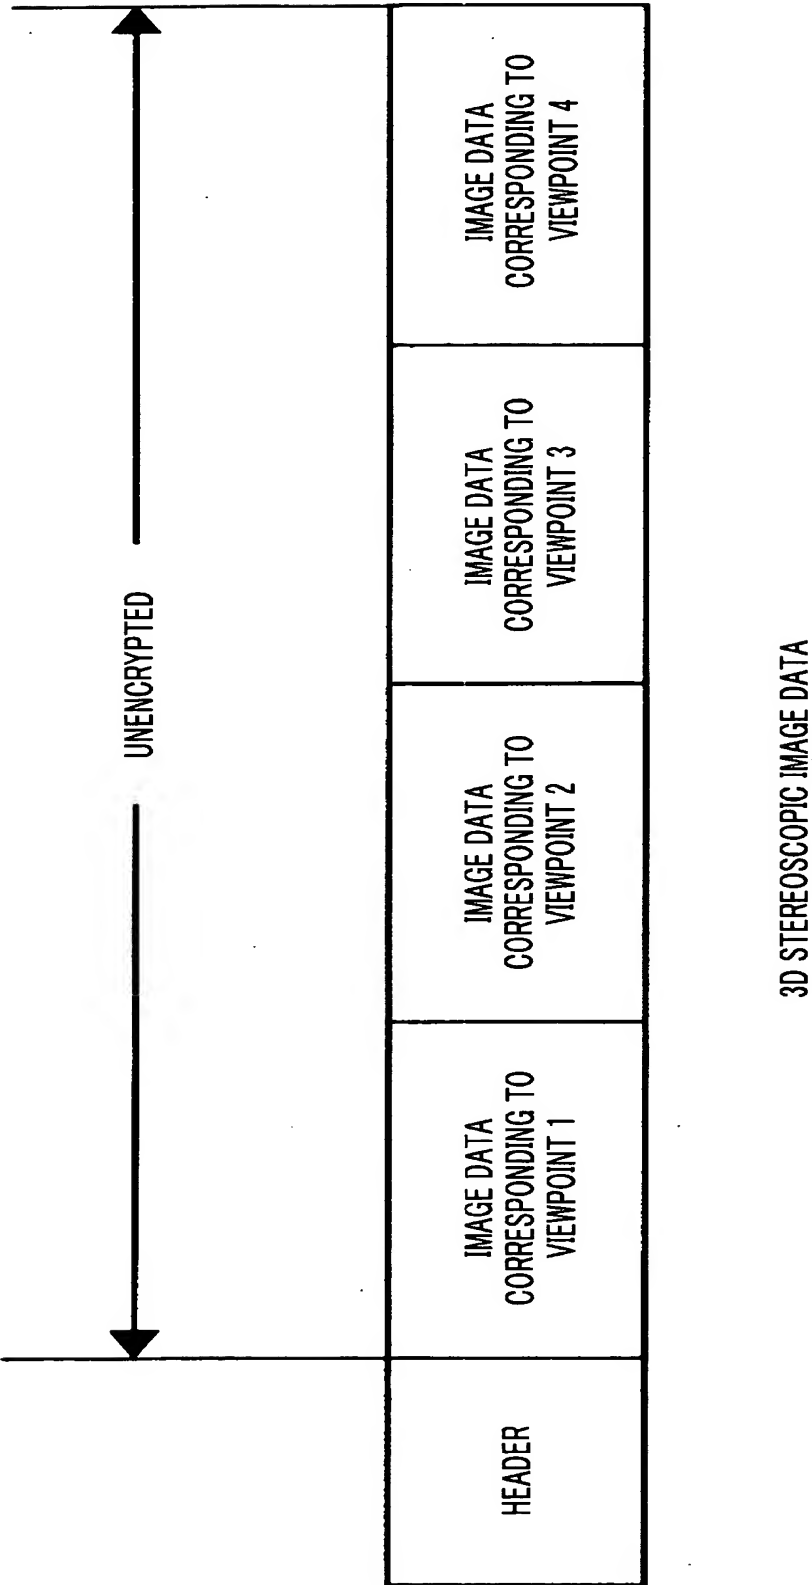 UNENCRYPTED
HEADER
IMAGE DATA
CORRESPONDING TO
VIEWPOINT 1
IMAGE DATA
CORRESPONDING TO
VIEWPOINT 2
IMAGE DATA
CORRESPONDING TO
VIEWPOINT 3
IMAGE DATA
CORRESPONDING TO
VIEWPOINT 4
3D STEREOSCOPIC IMAGE DATA